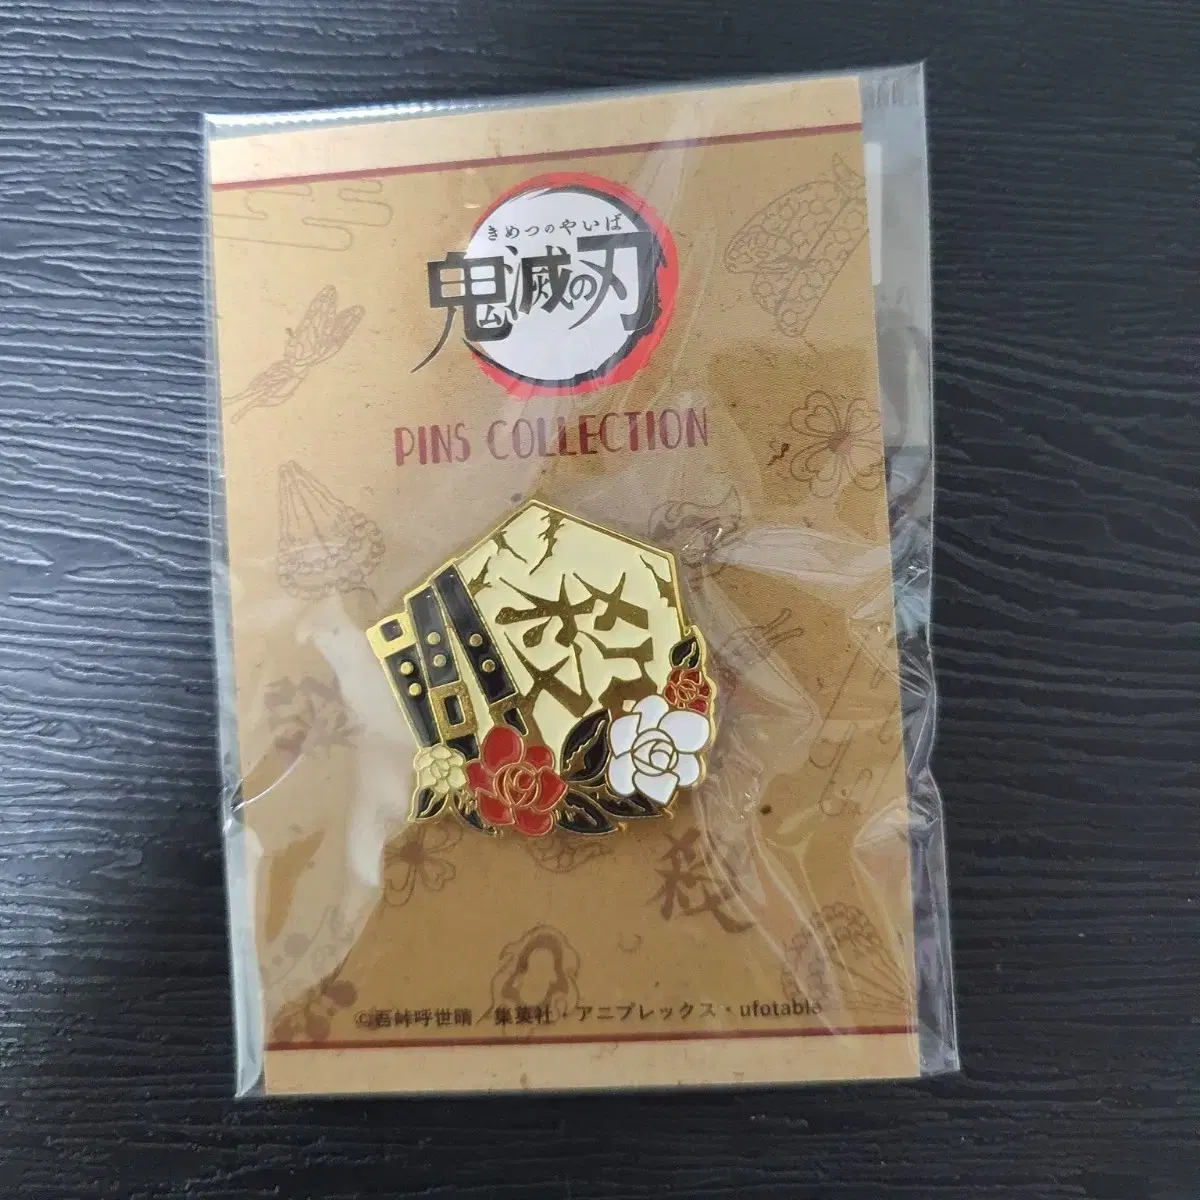 きめつのやいば
鬼滅の刃
PINS COLLECTION
殺
©吾峠呼世晴／集英社・アニプレックス・ufotable